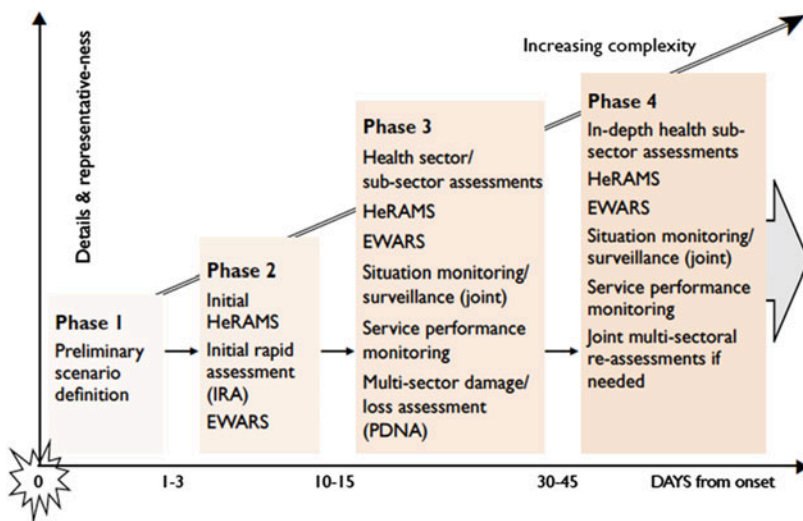 Increasing complexity
Details & representative-ness
Phase 1
Preliminary
scenario
definition
Phase 2
Initial
HeRAMS
Initial rapid
assessment
(IRA)
EWARS
Phase 3
Health sector/
sub-sector assessments
HeRAMS
EWARS
Situation monitoring/
surveillance (joint)
Service performance
monitoring
Multi-sector damage/
loss assessment
(PDNA)
Phase 4
In-depth health sub-
sector assessments
HeRAMS
EWARS
Situation monitoring/
surveillance (joint)
Service performance
monitoring
Joint multi-sectoral
re-assessments if
needed
0 1-3 10-15 30-45 DAYS from onset